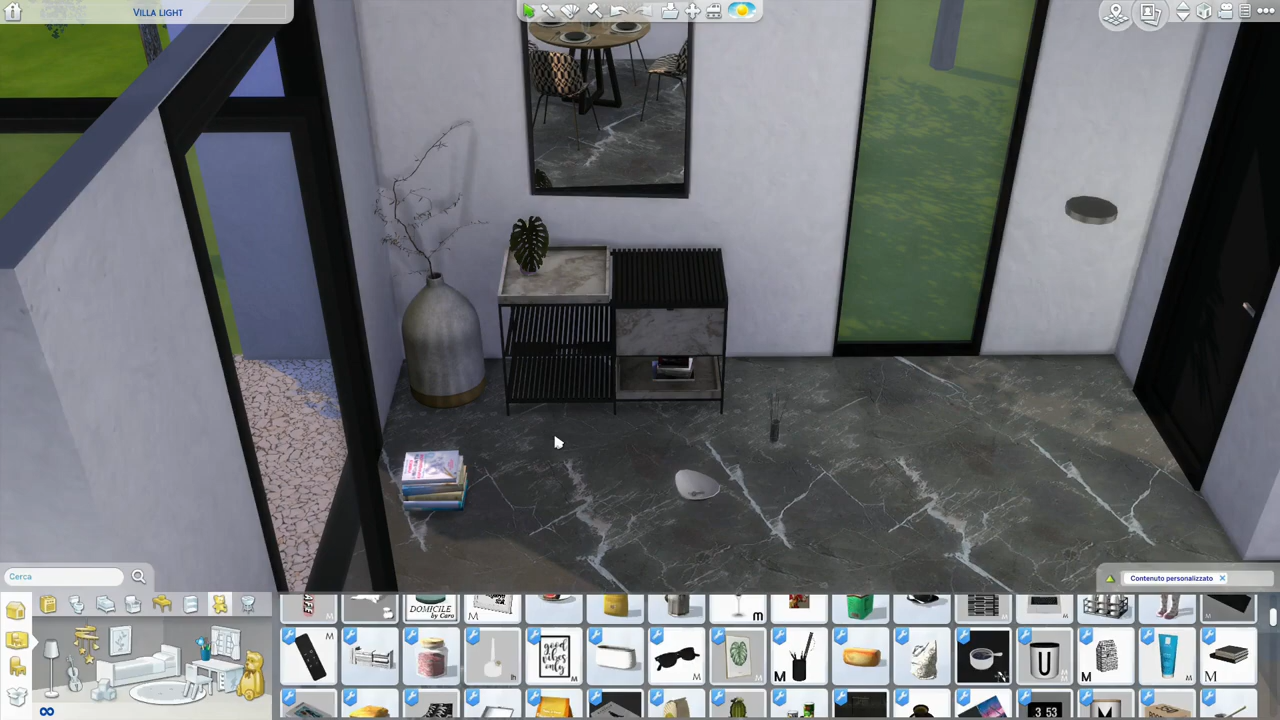 VILLA LIGHT
Cerca
Contenuto personalizzato
DOMICILE
by Caro
M
m
M
M
M
good
vibes
only
M
M
M
U
M
M
M
3 53
M